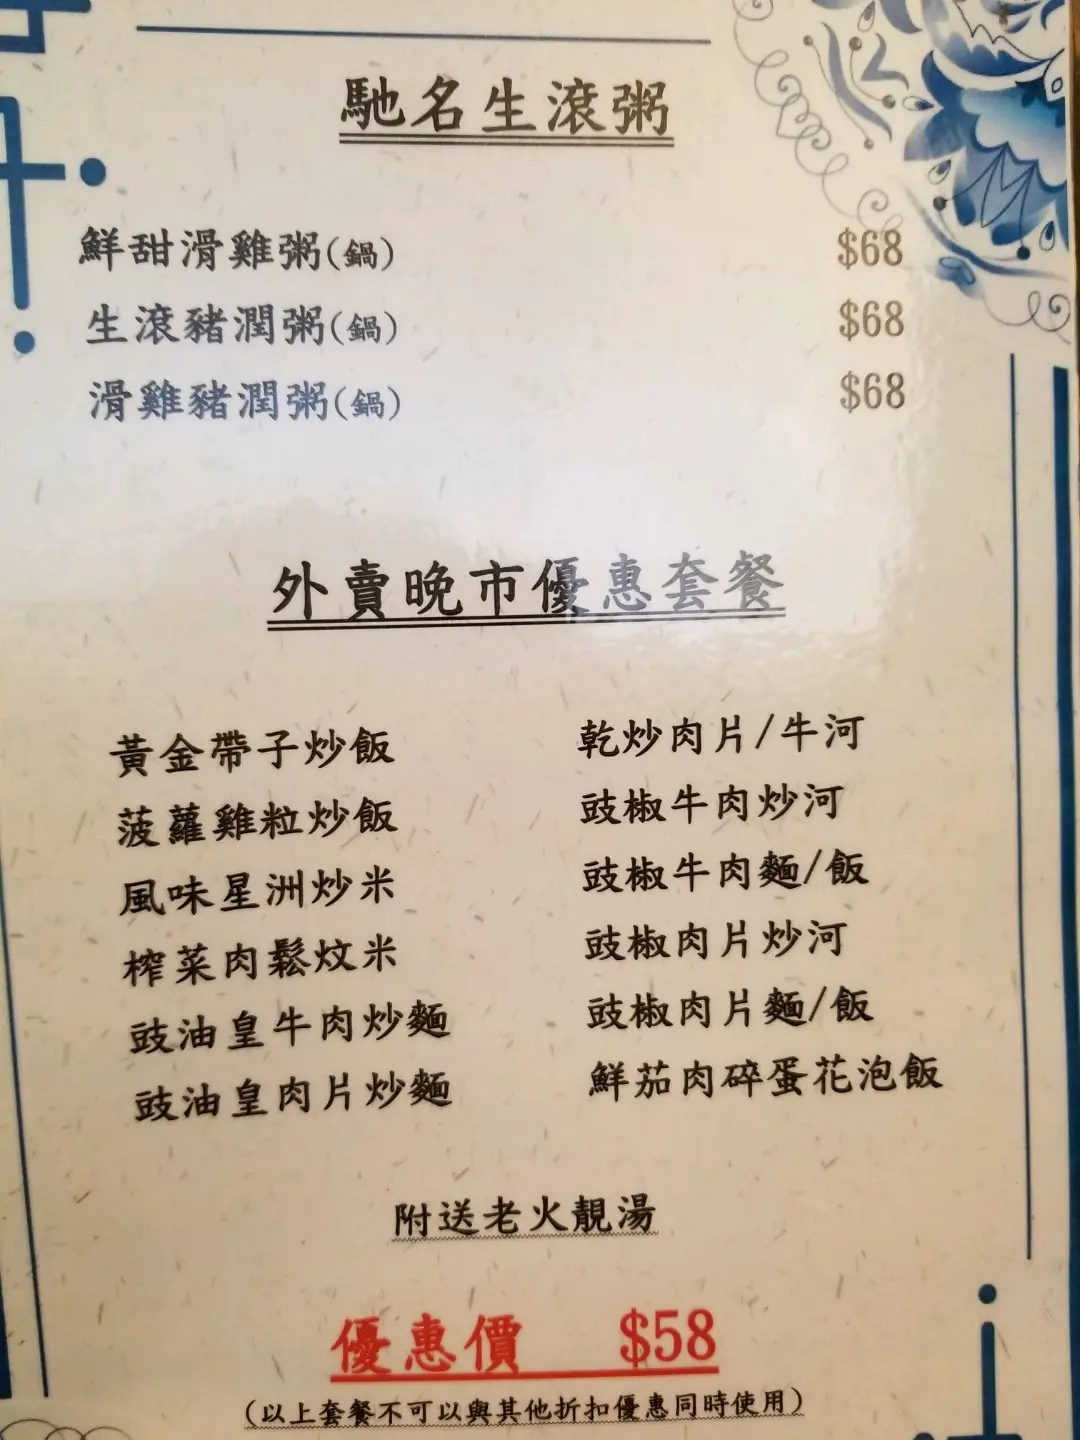 馳名生滾粥
鮮甜滑雞粥(鍋) $68
生滾豬潤粥(鍋) $68
滑雞豬潤粥(鍋) $68
外賣晚市優惠套餐
黃金帶子炒飯
菠蘿雞粒炒飯
風味星洲炒米
榨菜肉鬆炆米
豉油皇牛肉炒麵
豉油皇肉片炒麵
乾炒肉片/牛河
豉椒牛肉炒河
豉椒牛肉麵/飯
豉椒肉片炒河
豉椒肉片麵/飯
鮮茄肉碎蛋花泡飯
附送老火靚湯
優惠價 $58
(以上套餐不可以與其他折扣優惠同時使用)